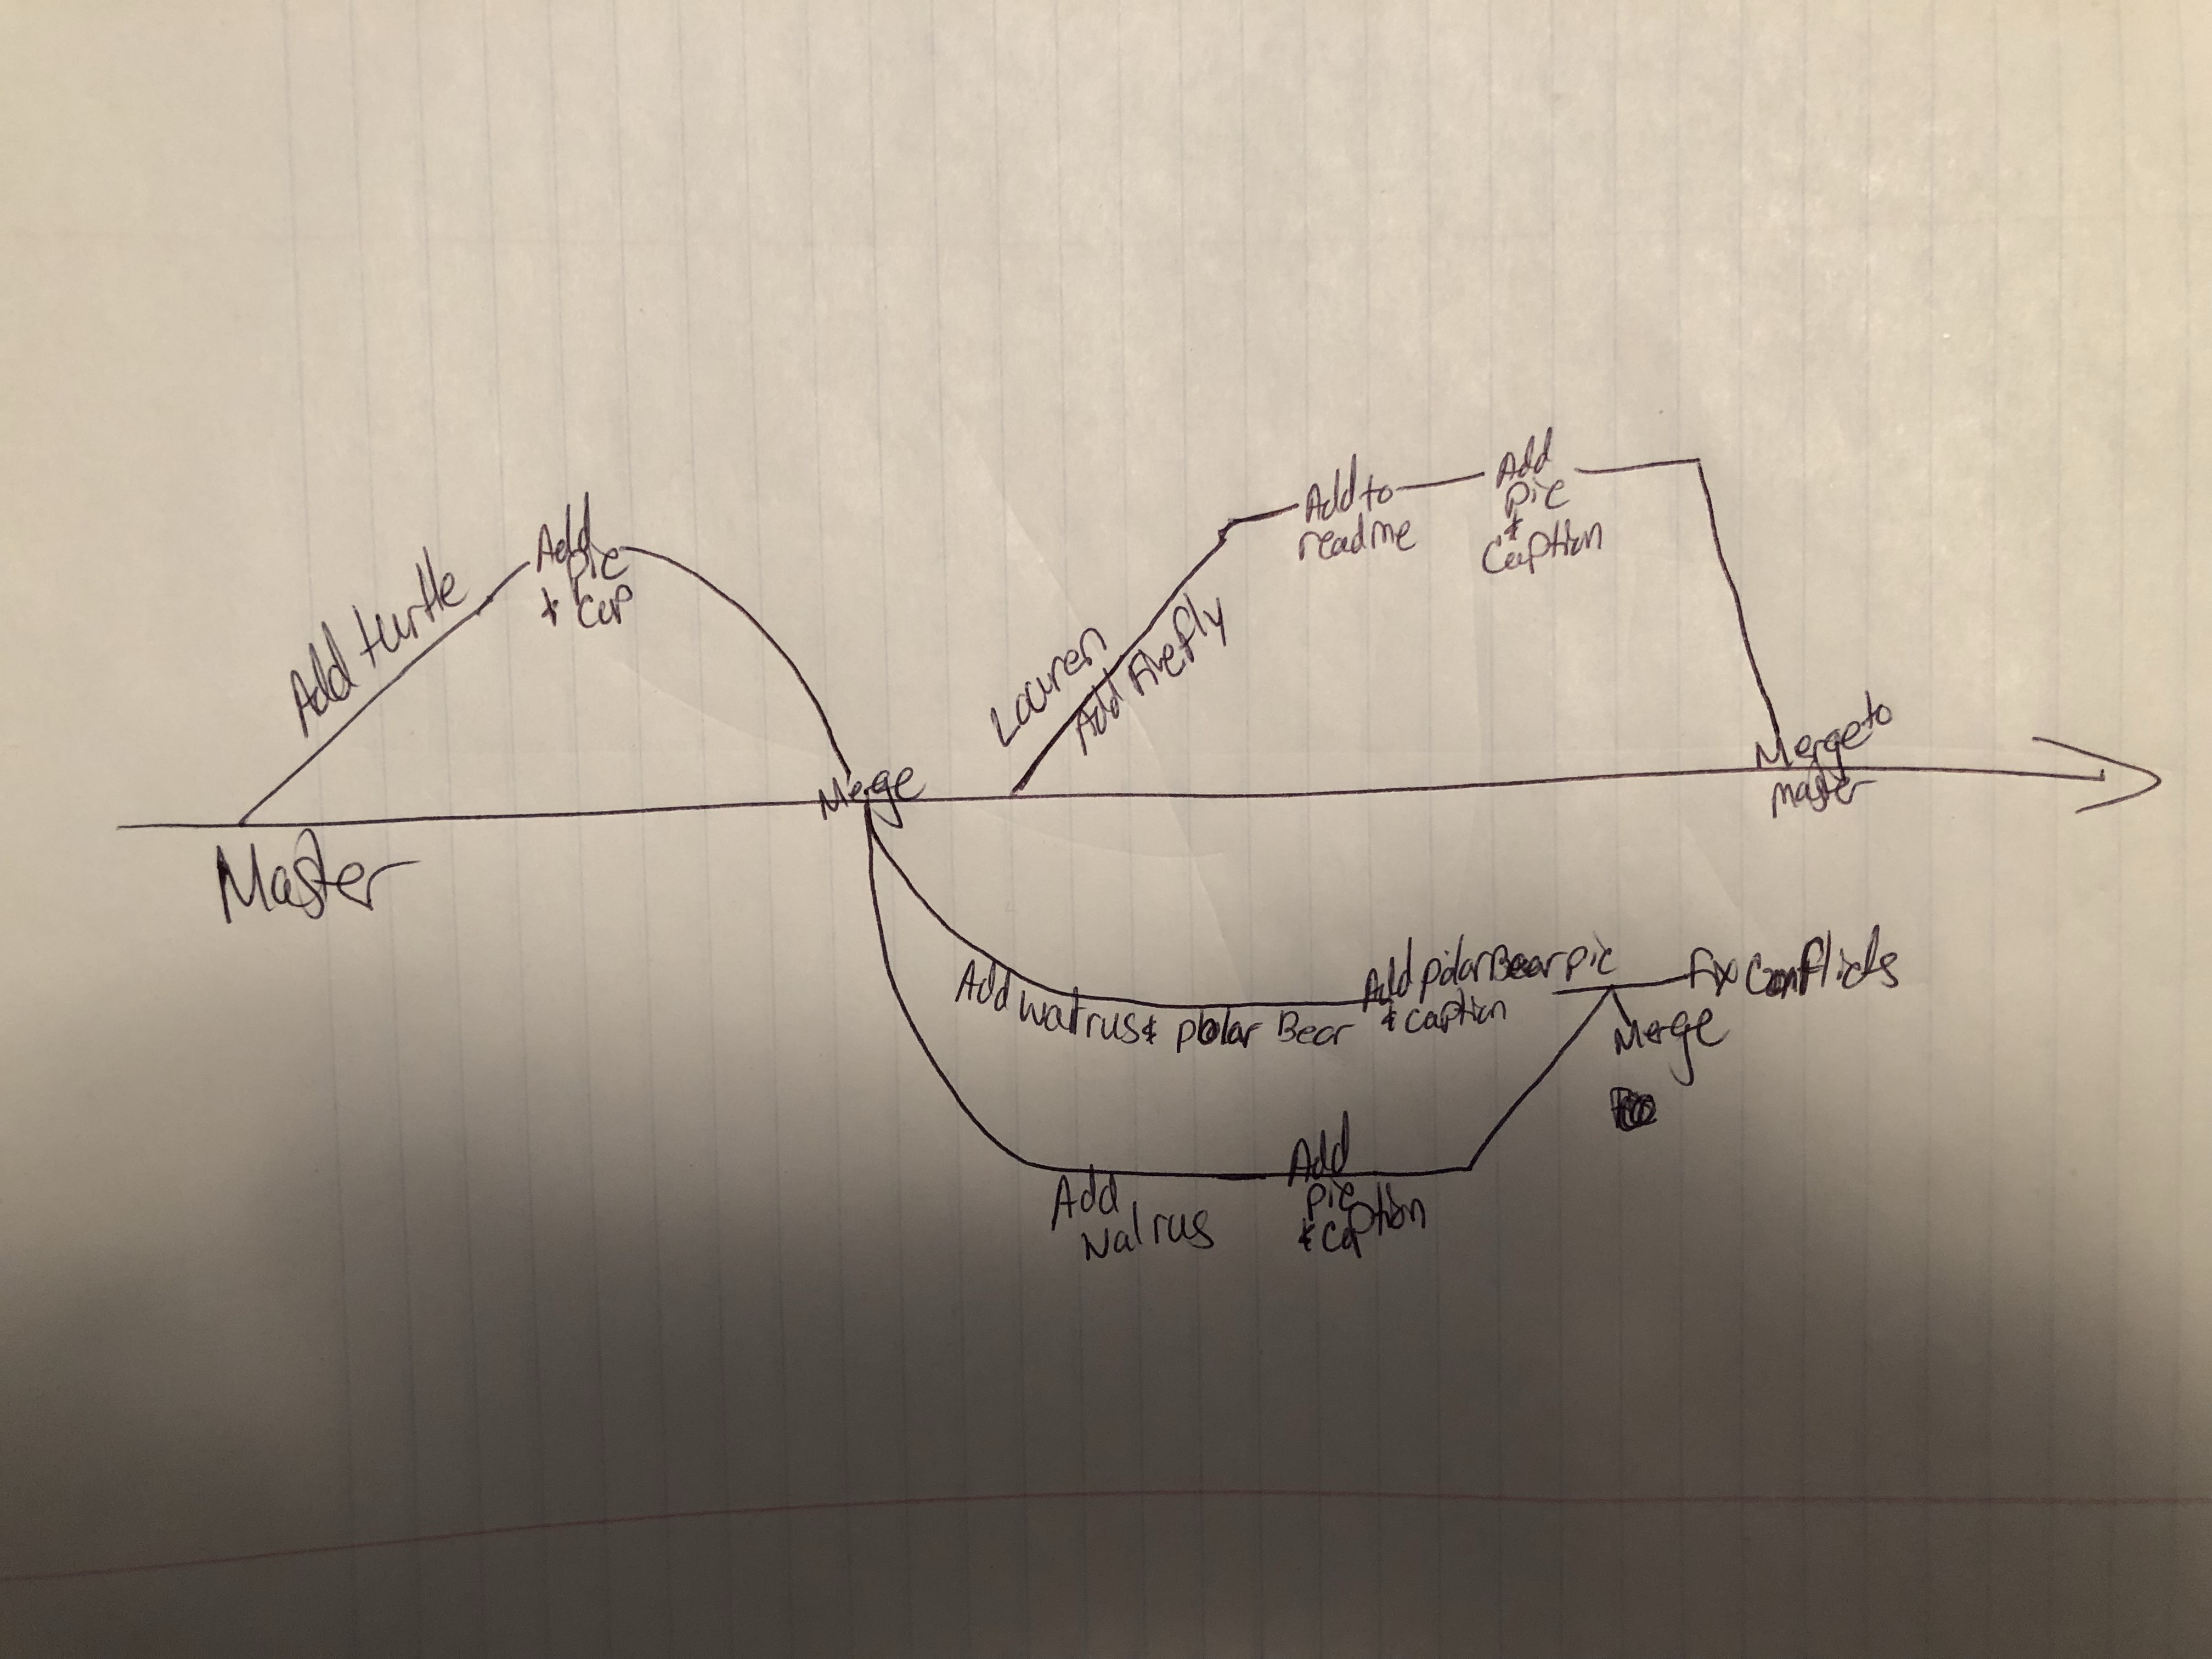 Master
Add turtle
Add
pic
+ cap
Merge
Lauren
Add Firefly
Add to
readme
Add
pic
&
Caption
Merge to
master
Add walrus & polar Bear
Add polar Bear pic
& caption
fix conflicts
Merge
Add
walrus
Add
pic
& caption